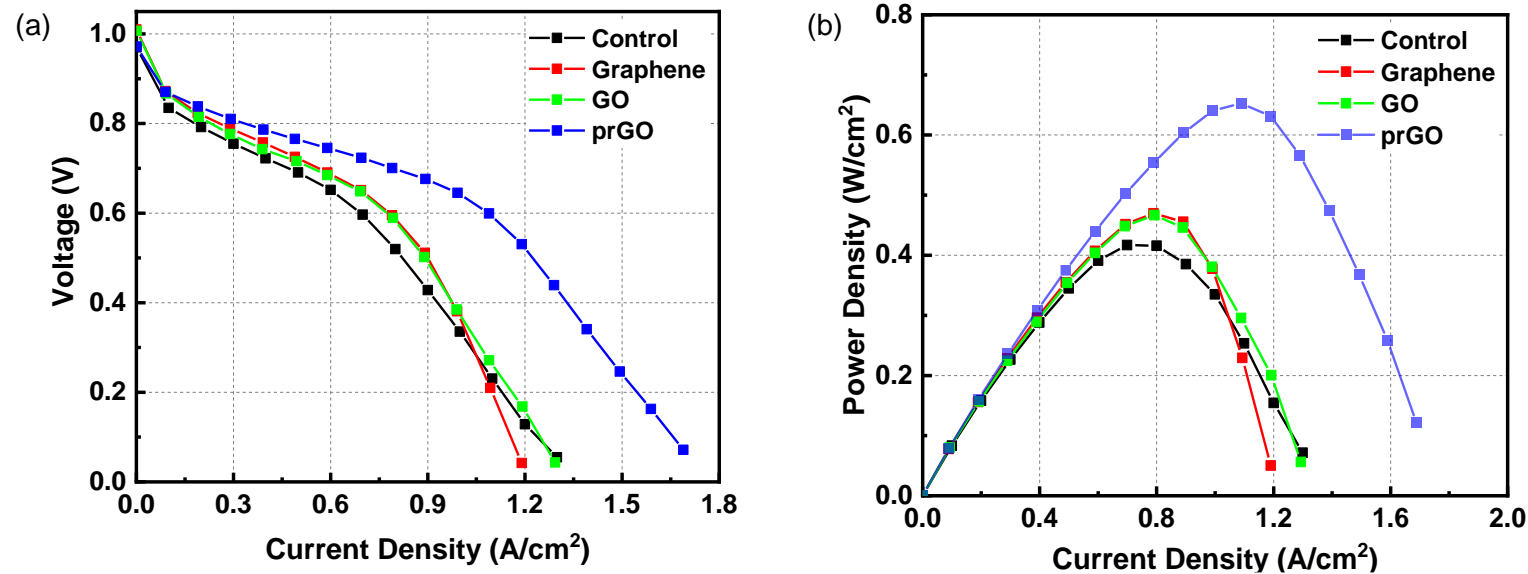 (a)
Voltage (V)
1.0
0.8
0.6
0.4
0.2
0.0
0.0 0.3 0.6 0.9 1.2 1.5 1.8
Current Density (A/cm²)
Control
Graphene
GO
prGO
(b)
Power Density (W/cm²)
0.8
0.6
0.4
0.2
0.0
0.0 0.4 0.8 1.2 1.6 2.0
Current Density (A/cm²)
Control
Graphene
GO
prGO